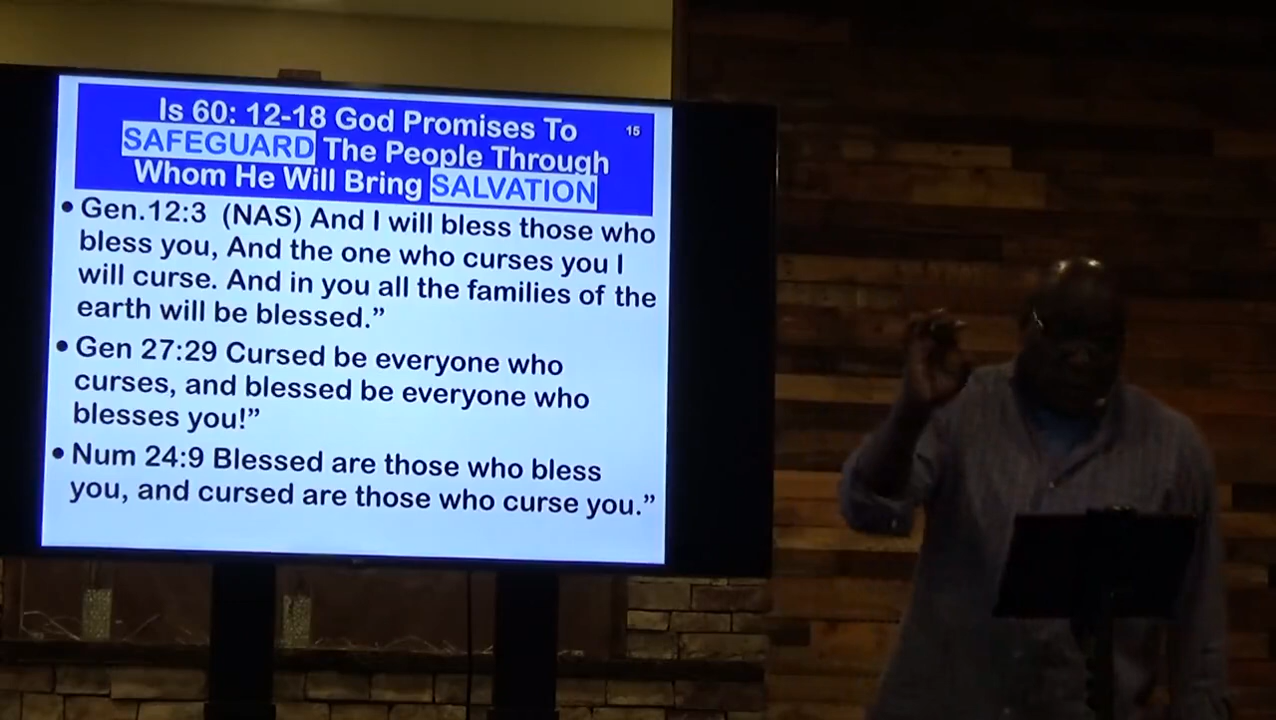 Is 60: 12-18 God Promises To
15
SAFEGUARD The People Through
Whom He Will Bring SALVATION
• Gen.12:3 (NAS) And I will bless those who
bless you, And the one who curses you I
will curse. And in you all the families of the
earth will be blessed.”
• Gen 27:29 Cursed be everyone who
curses, and blessed be everyone who
blesses you!”
• Num 24:9 Blessed are those who bless
you, and cursed are those who curse you.”